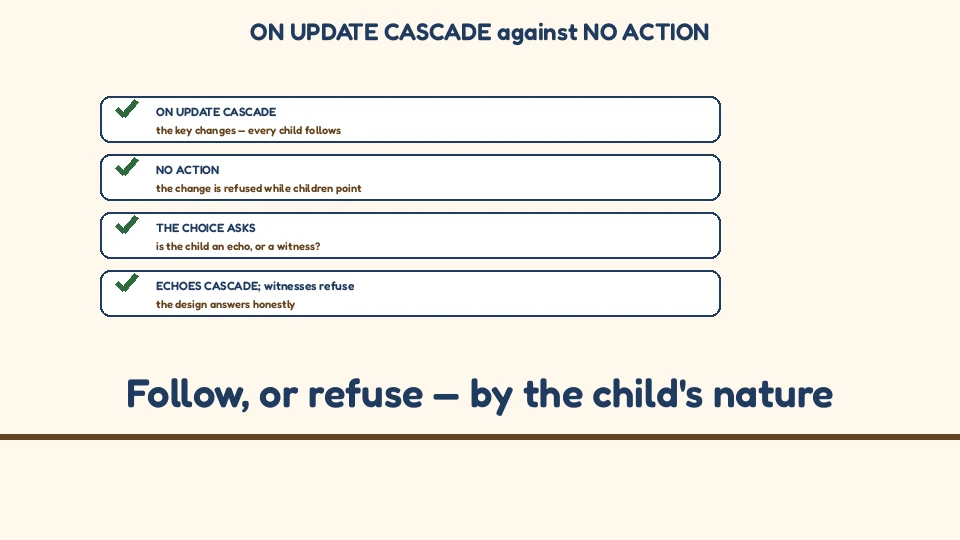 ON UPDATE CASCADE against NO ACTION
ON UPDATE CASCADE
the key changes — every child follows
NO ACTION
the change is refused while children point
THE CHOICE ASKS
is the child an echo, or a witness?
ECHOES CASCADE; witnesses refuse
the design answers honestly
Follow, or refuse — by the child's nature